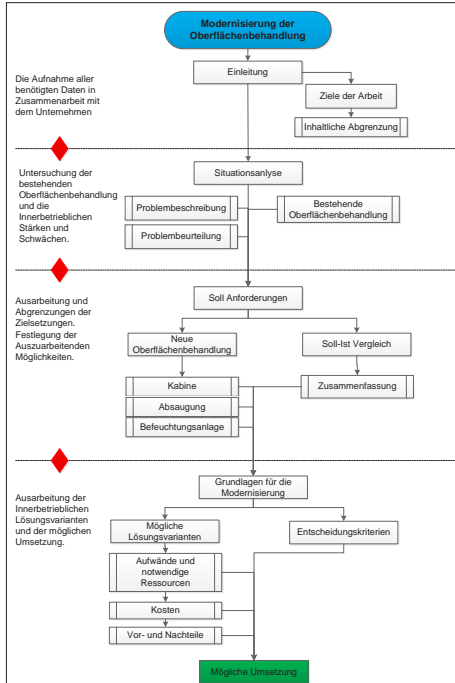 Modernisierung der
Oberflächenbehandlung
Einleitung
Die Aufnahme aller
benötigten Daten in
Zusammenarbeit mit
dem Unternehmen
Ziele der Arbeit
Inhaltliche Abgrenzung
Untersuchung der
bestehenden
Oberflächenbehandlung
und die
Innerbetrieblichen
Stärken und
Schwächen.
Situationsanlyse
Problembeschreibung
Bestehende
Oberflächenbehandlung
Problembeurteilung
Ausarbeitung und
Abgrenzungen der
Zielsetzungen.
Festlegung der
Auszuarbeitenden
Möglichkeiten.
Soll Anforderungen
Neue
Oberflächenbehandlung
Soll-Ist Vergleich
Kabine
Zusammenfassung
Absaugung
Befeuchtungsanlage
Ausarbeitung der
Innerbetrieblichen
Lösungsvarianten
und der möglichen
Umsetzung.
Grundlagen für die
Modernisierung
Mögliche
Lösungsvarianten
Entscheidungskriterien
Aufwände und
notwendige
Ressourcen
Kosten
Vor- und Nachteile
Mögliche Umsetzung